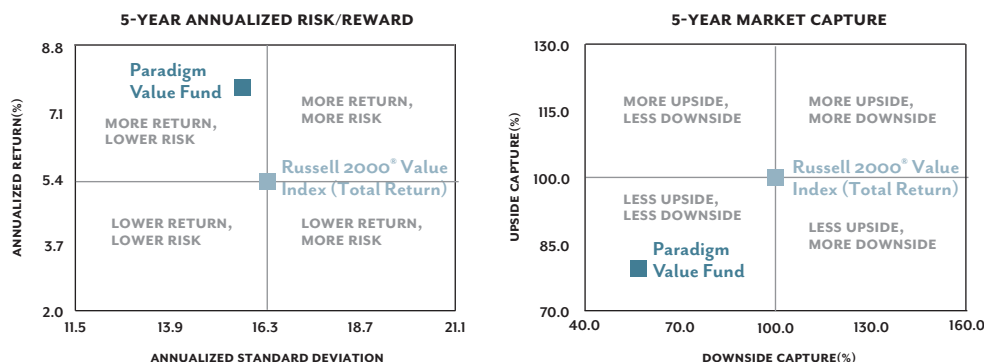 5-YEAR ANNUALIZED RISK/REWARD
ANNUALIZED RETURN(%)
8.8
7.1
5.4
3.7
2.0
Paradigm
Value Fund
MORE RETURN,
LOWER RISK
MORE RETURN,
MORE RISK
Russell 2000® Value
Index (Total Return)
LOWER RETURN,
LOWER RISK
LOWER RETURN,
MORE RISK
11.5
13.9
16.3
18.7
21.1
ANNUALIZED STANDARD DEVIATION
5-YEAR MARKET CAPTURE
UPSIDE CAPTURE(%)
130.0
115.0
100.0
85.0
70.0
MORE UPSIDE,
LESS DOWNSIDE
MORE UPSIDE,
MORE DOWNSIDE
Russell 2000® Value
Index (Total Return)
LESS UPSIDE,
LESS DOWNSIDE
LESS UPSIDE,
MORE DOWNSIDE
Paradigm
Value Fund
40.0
70.0
100.0
130.0
160.0
DOWNSIDE CAPTURE(%)